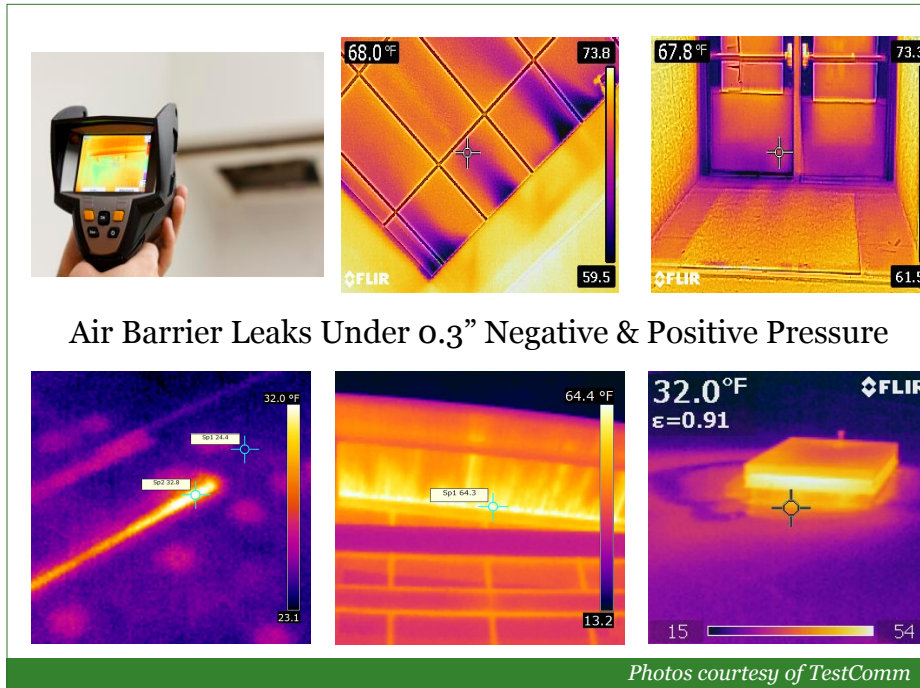 68.0 °F
73.8
59.5
FLIR
67.8 °F
73.3
61.9
FLIR
Air Barrier Leaks Under 0.3” Negative & Positive Pressure
32.0 °F
Sp1 24.4
Sp2 32.8
23.1
64.4 °F
Sp1 64.3
13.2
32.0°F
FLIR
ε=0.91
15
54
Photos courtesy of TestComm